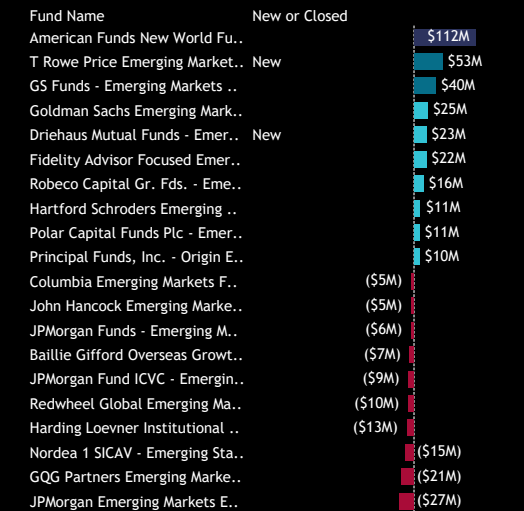 Fund Name New or Closed
American Funds New World Fu.. $112M
T Rowe Price Emerging Market.. New $53M
GS Funds - Emerging Markets .. $40M
Goldman Sachs Emerging Mark.. $25M
Driehaus Mutual Funds - Emer.. New $23M
Fidelity Advisor Focused Emer.. $22M
Robeco Capital Gr. Fds. - Eme.. $16M
Hartford Schroders Emerging .. $11M
Polar Capital Funds Plc - Emer.. $11M
Principal Funds, Inc. - Origin E.. $10M
Columbia Emerging Markets F.. ($5M)
John Hancock Emerging Marke.. ($5M)
JPMorgan Funds - Emerging M.. ($6M)
Baillie Gifford Overseas Growt.. ($7M)
JPMorgan Fund ICVC - Emergin.. ($9M)
Redwheel Global Emerging Ma.. ($10M)
Harding Loevner Institutional .. ($13M)
Nordea 1 SICAV - Emerging Sta.. ($15M)
GQG Partners Emerging Marke.. ($21M)
JPMorgan Emerging Markets E.. ($27M)